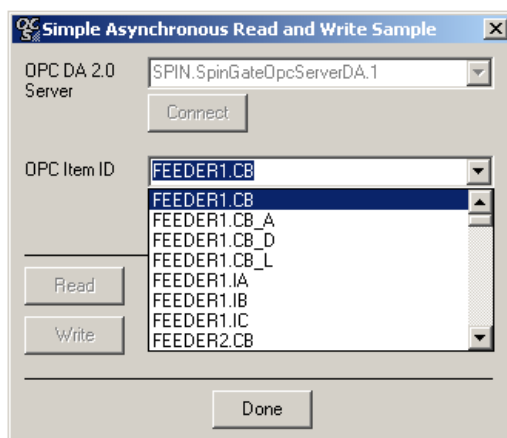 Simple Asynchronous Read and Write Sample
OPC DA 2.0
Server
SPIN.SpinGateOpcServerDA.1
Connect
OPC Item ID
FEEDER1.CB
FEEDER1.CB
FEEDER1.CB_A
FEEDER1.CB_D
FEEDER1.CB_L
FEEDER1.IA
FEEDER1.IB
FEEDER1.IC
FEEDER2.CB
Read
Write
Done